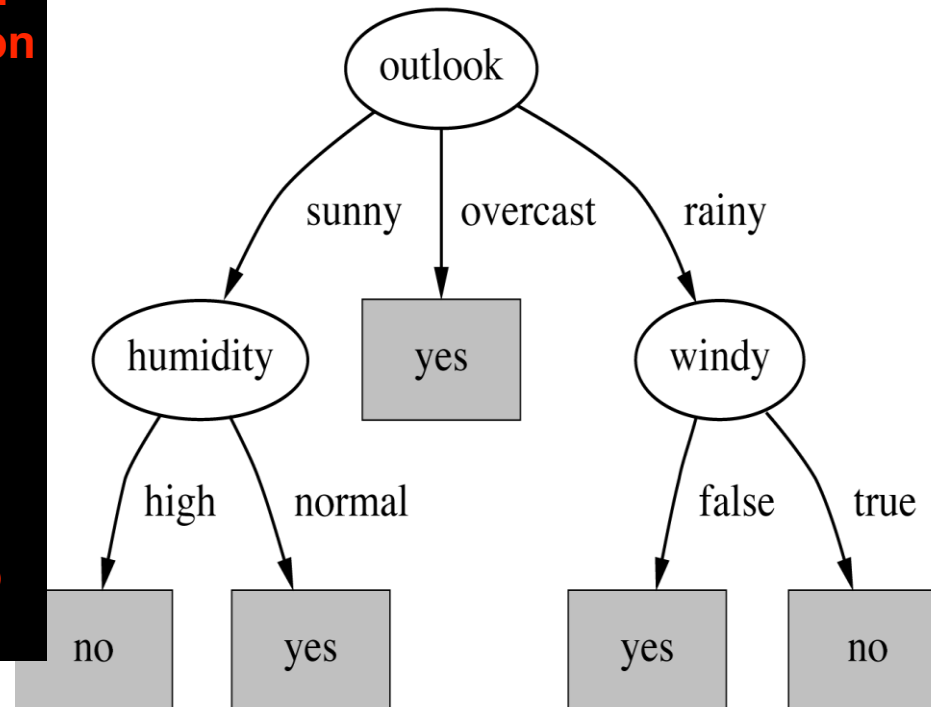 on
outlook
sunny overcast rainy
humidity yes windy
high normal false true
no yes yes no